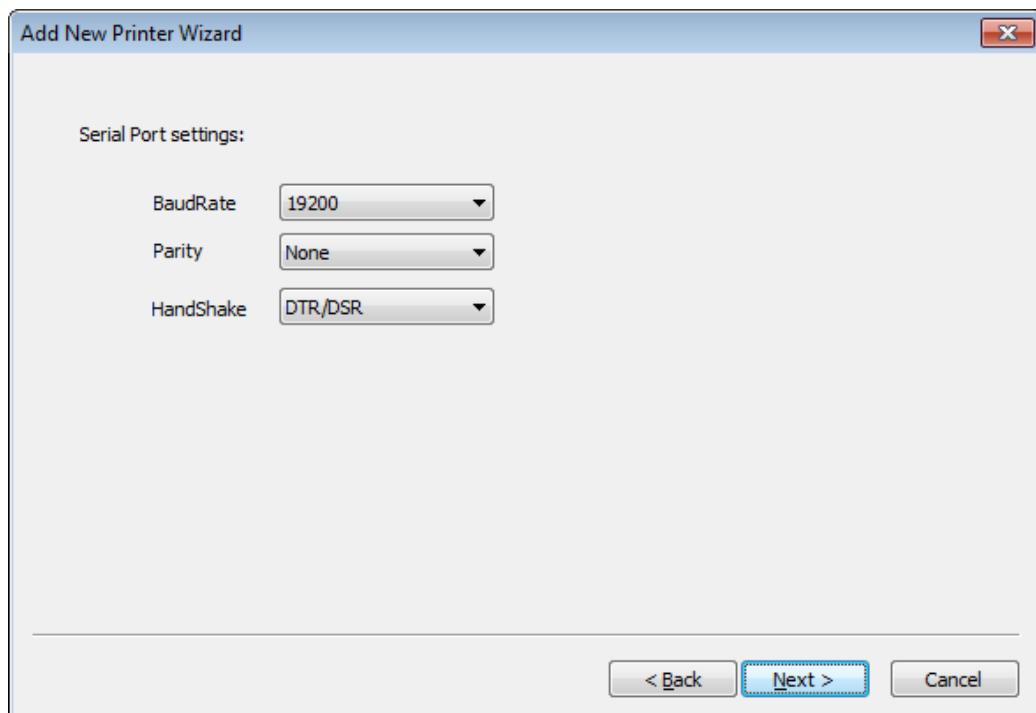 Add New Printer Wizard
Serial Port settings:
BaudRate 19200
Parity None
HandShake DTR/DSR
< Back Next > Cancel